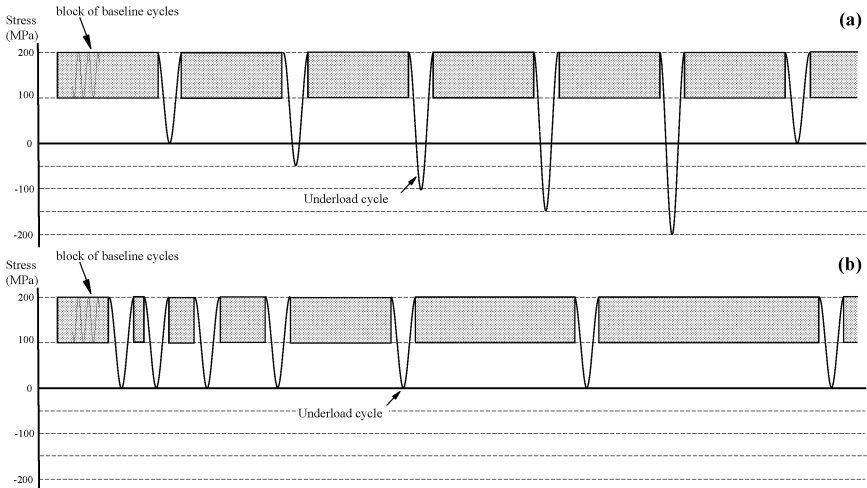 block of baseline cycles
(a)
Stress
(MPa)
200
100
0
-100
-200
Underload cycle
block of baseline cycles
(b)
Stress
(MPa)
200
100
0
-100
-200
Underload cycle